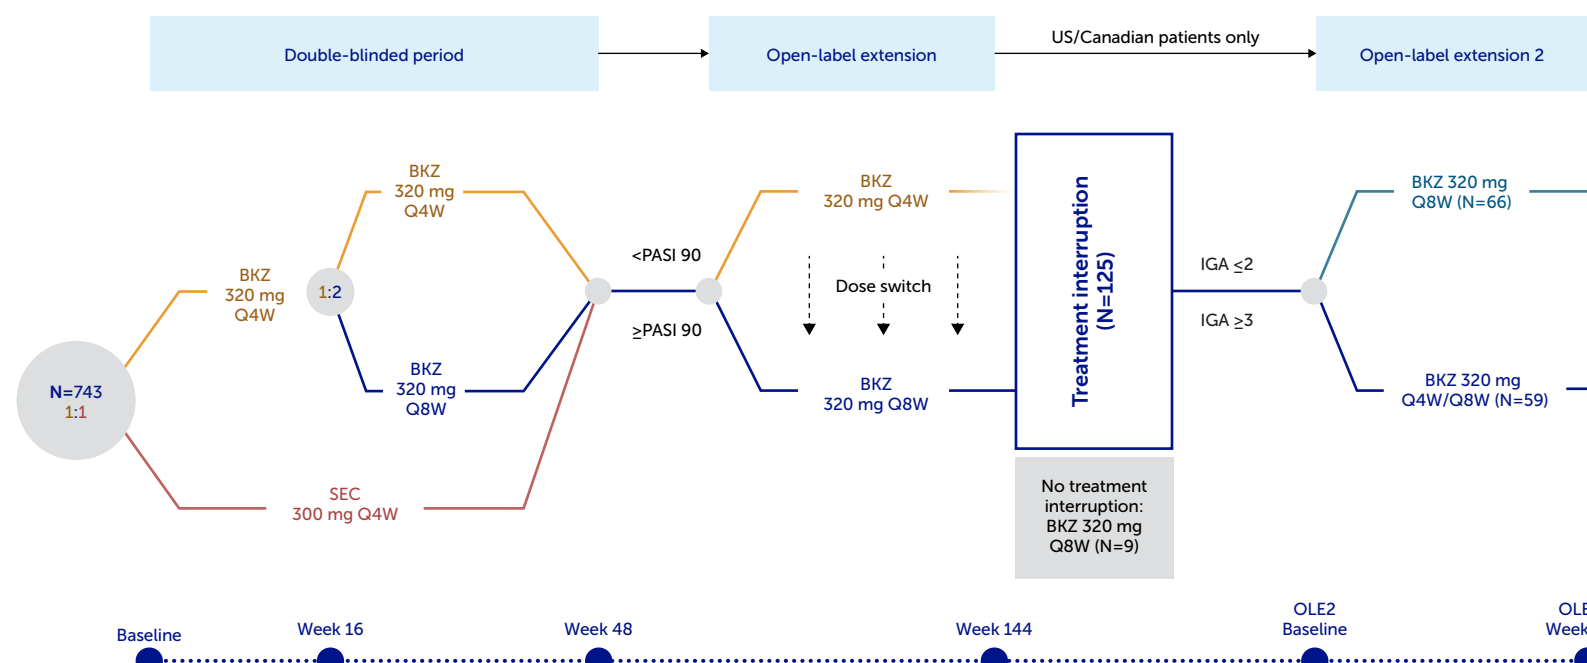 Double-blinded period
Open-label extension
US/Canadian patients only
Open-label extension 2
BKZ
320 mg
Q4W
BKZ
320 mg Q4W
BKZ 320 mg
Q8W (N=66)
<PASI 90
≥PASI 90
BKZ
320 mg
Q4W
1:2
Dose switch
Treatment interruption
(N=125)
IGA ≤2
IGA ≥3
N=743
1:1
BKZ
320 mg
Q8W
BKZ
320 mg Q8W
BKZ 320 mg
Q4W/Q8W (N=59)
SEC
300 mg Q4W
No treatment
interruption:
BKZ 320 mg
Q8W (N=9)
Baseline
Week 16
Week 48
Week 144
OLE2
Baseline
OLE
Week